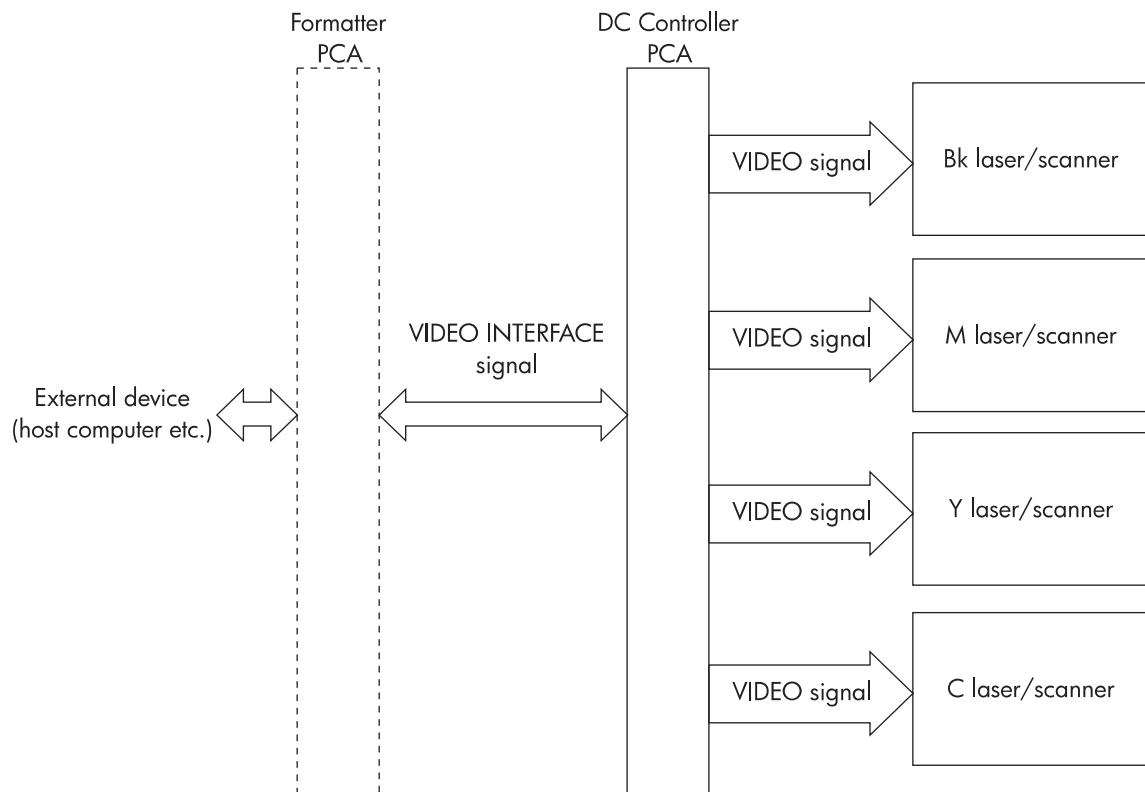 Formatter
PCA
DC Controller
PCA
VIDEO signal
Bk laser/scanner
VIDEO signal
M laser/scanner
VIDEO INTERFACE
signal
External device
(host computer etc.)
VIDEO signal
Y laser/scanner
VIDEO signal
C laser/scanner